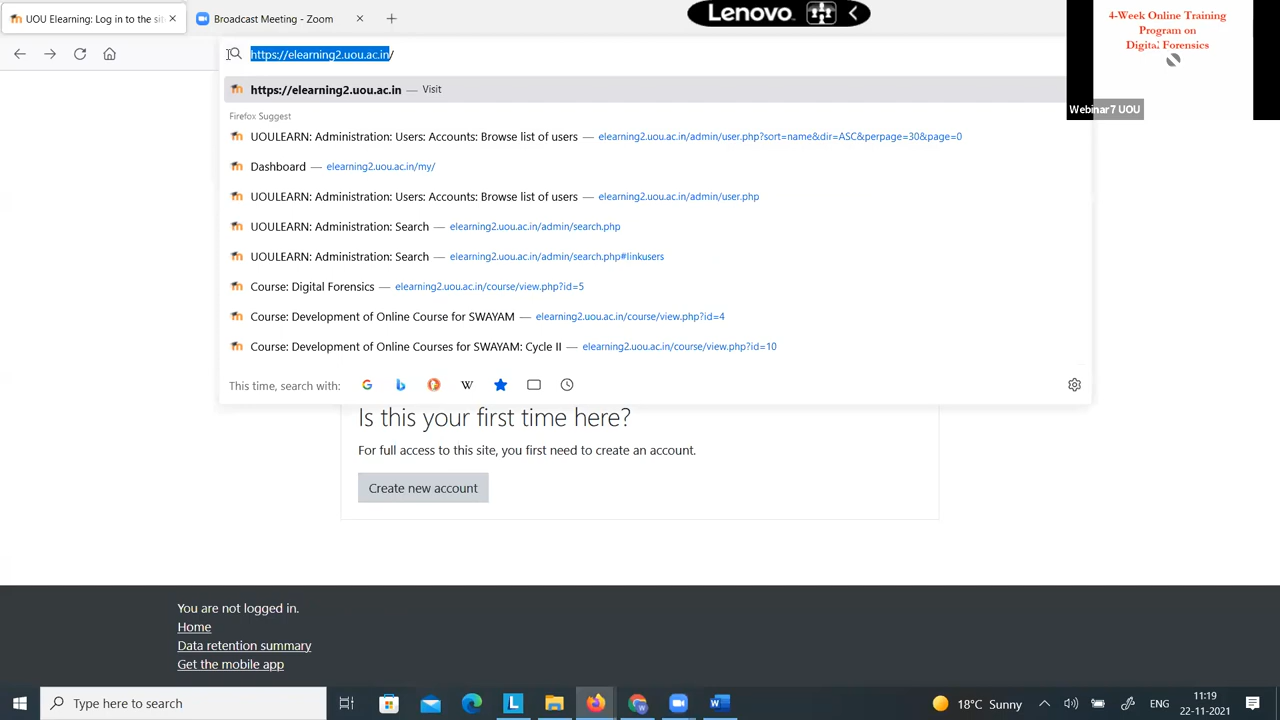 UOU Elearning: Log in to the sit
Broadcast Meeting - Zoom
Lenovo
4-Week Online Training
Program on
Digital Forensics
Webinar7 UOU
https://elearning2.uou.ac.in/
https://elearning2.uou.ac.in — Visit
Firefox Suggest
UOULEARN: Administration: Users: Accounts: Browse list of users — elearning2.uou.ac.in/admin/user.php?sort=name&dir=ASC&perpage=30&page=0
Dashboard — elearning2.uou.ac.in/my/
UOULEARN: Administration: Users: Accounts: Browse list of users — elearning2.uou.ac.in/admin/user.php
UOULEARN: Administration: Search — elearning2.uou.ac.in/admin/search.php
UOULEARN: Administration: Search — elearning2.uou.ac.in/admin/search.php#linkusers
Course: Digital Forensics — elearning2.uou.ac.in/course/view.php?id=5
Course: Development of Online Course for SWAYAM — elearning2.uou.ac.in/course/view.php?id=4
Course: Development of Online Courses for SWAYAM: Cycle II — elearning2.uou.ac.in/course/view.php?id=10
This time, search with:
Is this your first time here?
For full access to this site, you first need to create an account.
Create new account
You are not logged in.
Home
Data retention summary
Get the mobile app
Type here to search
18°C Sunny
ENG
11:19
22-11-2021